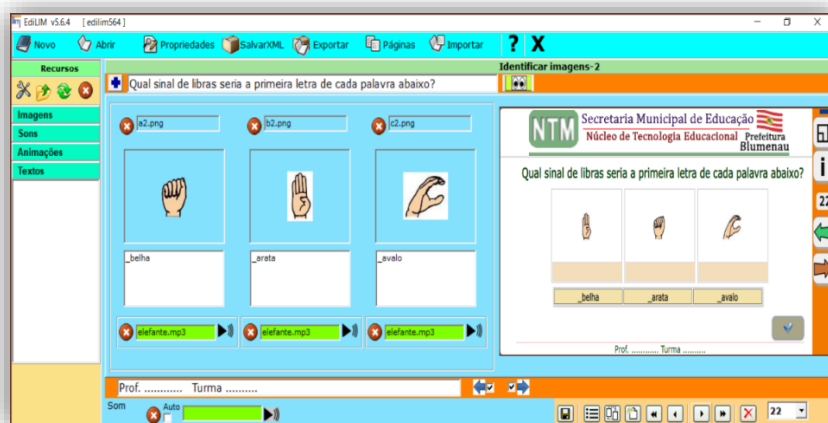 EdiLIM v5.6.4 [ edilim564 ]
Novo Abrir Propriedades SalvarXML Exportar Páginas Importar ? X
Recursos
Identificar imagens-2
Qual sinal de libras seria a primeira letra de cada palavra abaixo?
Imagens
Sons
Animações
Textos
a2.png b2.png c2.png
_belha _arata _avalo
elefante.mp3 elefante.mp3 elefante.mp3
NTM
Secretaria Municipal de Educação
Núcleo de Tecnologia Educacional
Prefeitura
Blumenau
Qual sinal de libras seria a primeira letra de cada palavra abaixo?
_belha _arata _avalo
Prof. ............ Turma ..........
i
22
Prof. ............ Turma ..........
Som Auto
22